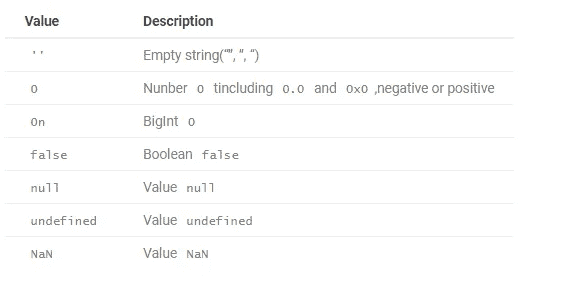 Value Description
'' Empty string(“”, “, “)
0 Nunber 0 tincluding 0.0 and 0x0 ,negative or positive
0n BigInt 0
false Boolean false
null Value null
undefined Value undefined
NaN Value NaN